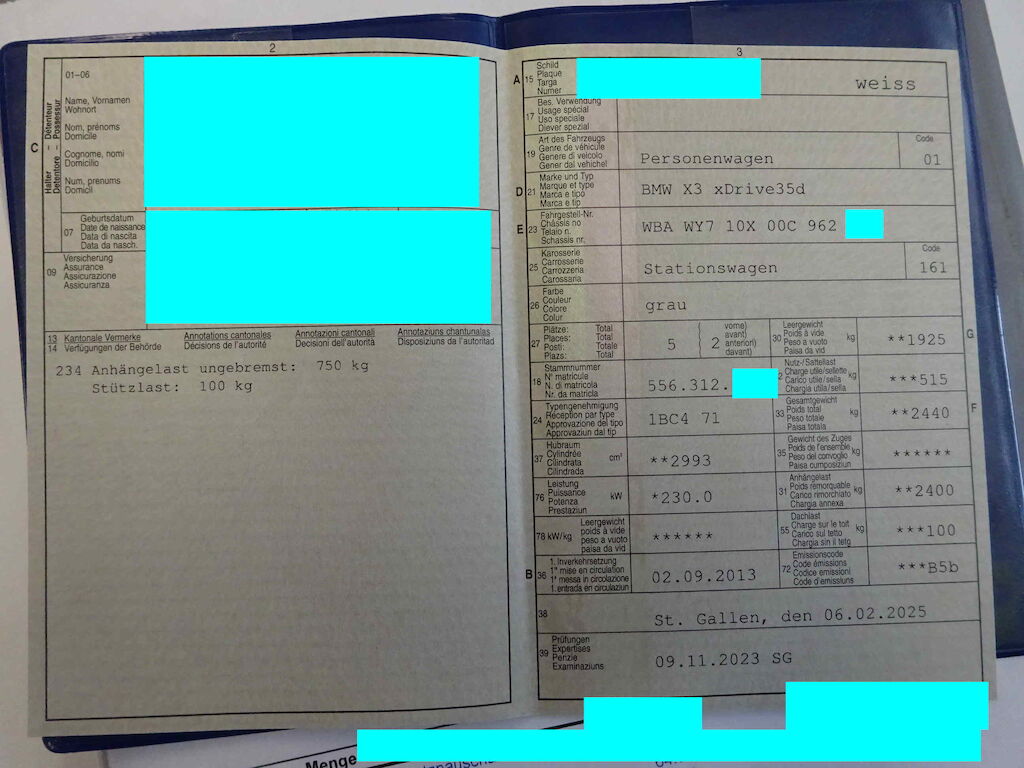 2
01–06
C
Halter – Détenteur
Detentore – Possessur
Name, Vornamen
Wohnort
Nom, prénoms
Domicile
Cognome, nomi
Domicilio
Num, prenums
Domicil
07
Geburtsdatum
Date de naissance
Data di nascita
Data da nasch.
09
Versicherung
Assurance
Assicurazione
Assicuranza
13 Kantonale Vermerke Annotations cantonales Annotazioni cantonali Annotaziuns chantunalas
14 Verfügungen der Behörde Décisions de l'autorité Decisioni dell'autorità Disposiziuns da l'autoritad
234 Anhängelast ungebremst: 750 kg
Stützlast: 100 kg
3
A 15
Schild
Plaque
Targa
Numer
weiss
17
Bes. Verwendung
Usage spécial
Uso speciale
Diever spezial
19
Art des Fahrzeugs
Genre de véhicule
Genere di veicolo
Gener dal vehichel
Personenwagen
Code
01
D 21
Marke und Typ
Marque et type
Marca e tipo
Marca e tip
BMW X3 xDrive35d
E 23
Fahrgestell-Nr.
Châssis no
Telaio n.
Schassis nr.
WBA WY7 10X 00C 962
25
Karosserie
Carrosserie
Carrozzeria
Carossaria
Stationswagen
Code
161
26
Farbe
Couleur
Colore
Colur
grau
27
Plätze: Total
Places: Total
Posti: Totale
Plazs: Total
5
2
vorne)
avant)
anteriori)
davant)
30
Leergewicht
Poids à vide
Peso a vuoto
Paisa da vid
kg
**1925
G
18
Stammnummer
N° matricule
N. di matricola
Nr. da matricla
556.312.
2
Nutz-/Sattellast
Charge utile/sellette
Carico utile/sella
Chargia utila/sella
kg
***515
24
Typengenehmigung
Réception par type
Approvazione del tipo
Approvaziun dal tip
1BC4 71
33
Gesamtgewicht
Poids total
Peso totale
Paisa totala
kg
**2440
F
37
Hubraum
Cylindrée
Cilindrata
Cilindrada
cm³
**2993
35
Gewicht des Zuges
Poids de l'ensemble
Peso del convoglio
Paisa cumposiziun
kg
******
76
Leistung
Puissance
Potenza
Prestaziun
kW
*230.0
31
Anhängelast
Poids remorquable
Carico rimorchiato
Chargia annexa
kg
**2400
78 kW/kg
Leergewicht
poids à vide
peso a vuoto
paisa da vid
******
55
Dachlast
Charge sur le toit
Carico sul tetto
Chargia sin il tetg
kg
***100
B 36
1. Inverkehrsetzung
1re mise en circulation
1a messa in circolazione
1. entrada en circulaziun
02.09.2013
72
Emissionscode
Code émissions
Codice emissioni
Code d'emissiuns
***B5b
38
St. Gallen, den 06.02.2025
39
Prüfungen
Expertises
Perizie
Examinaziuns
09.11.2023 SG
Menge